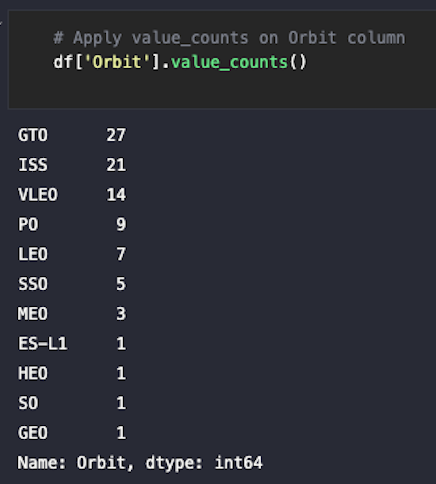 # Apply value_counts on Orbit column
df['Orbit'].value_counts()
GTO 27
ISS 21
VLEO 14
PO 9
LEO 7
SSO 5
MEO 3
ES-L1 1
HEO 1
SO 1
GEO 1
Name: Orbit, dtype: int64